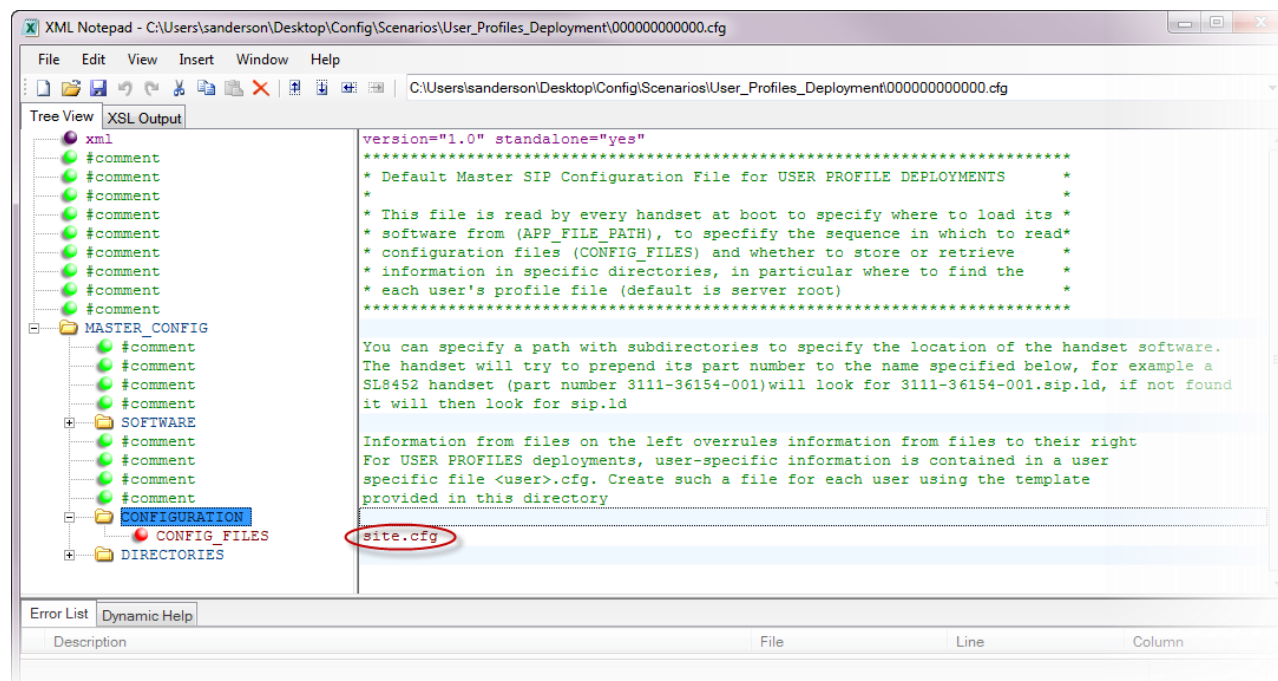 XML Notepad - C:\Users\sanderson\Desktop\Config\Scenarios\User_Profiles_Deployment\000000000000.cfg
File Edit View Insert Window Help
C:\Users\sanderson\Desktop\Config\Scenarios\User_Profiles_Deployment\000000000000.cfg
Tree View XSL Output
xml version="1.0" standalone="yes"
#comment ***************************************************************************
#comment * Default Master SIP Configuration File for USER PROFILE DEPLOYMENTS *
#comment * *
#comment * This file is read by every handset at boot to specify where to load its *
#comment * software from (APP_FILE_PATH), to specfify the sequence in which to read*
#comment * configuration files (CONFIG_FILES) and whether to store or retrieve *
#comment * information in specific directories, in particular where to find the *
#comment * each user's profile file (default is server root) *
#comment ***************************************************************************
MASTER_CONFIG
#comment You can specify a path with subdirectories to specify the location of the handset software.
#comment The handset will try to prepend its part number to the name specified below, for example a
#comment SL8452 handset (part number 3111-36154-001)will look for 3111-36154-001.sip.ld, if not found
#comment it will then look for sip.ld
SOFTWARE
#comment Information from files on the left overrules information from files to their right
#comment For USER PROFILES deployments, user-specific information is contained in a user
#comment specific file <user>.cfg. Create such a file for each user using the template
#comment provided in this directory
CONFIGURATION
CONFIG_FILES site.cfg
DIRECTORIES
Error List Dynamic Help
Description File Line Column